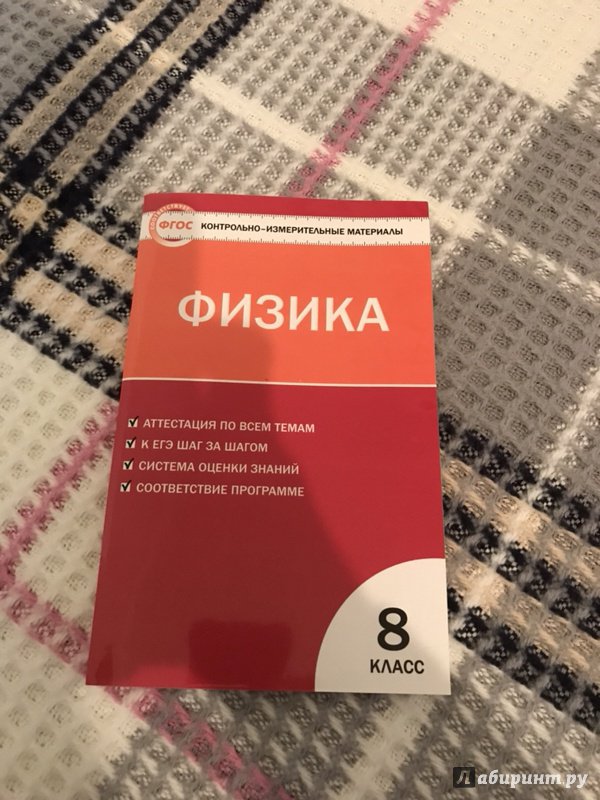 ФГОС
КОНТРОЛЬНО-ИЗМЕРИТЕЛЬНЫЕ МАТЕРИАЛЫ
ФИЗИКА
АТТЕСТАЦИЯ ПО ВСЕМ ТЕМАМ
К ЕГЭ ШАГ ЗА ШАГОМ
СИСТЕМА ОЦЕНКИ ЗНАНИЙ
СООТВЕТСТВИЕ ПРОГРАММЕ
8
КЛАСС
Лабиринт.ру